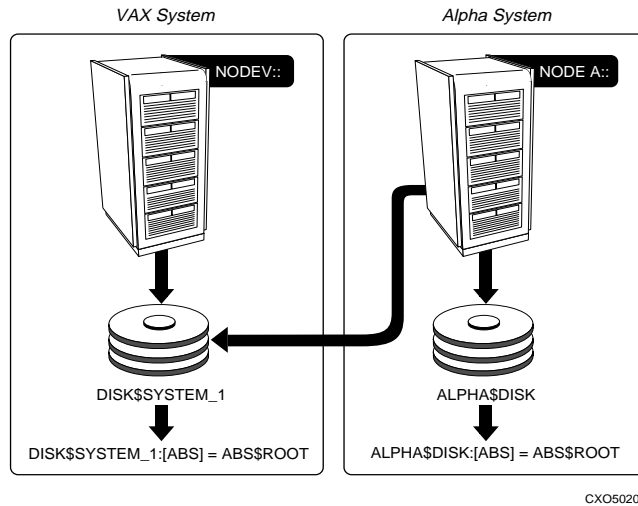 VAX System
Alpha System
NODEV::
NODE A::
DISK$SYSTEM_1
ALPHA$DISK
DISK$SYSTEM_1:[ABS] = ABS$ROOT
ALPHA$DISK:[ABS] = ABS$ROOT
CXO5020